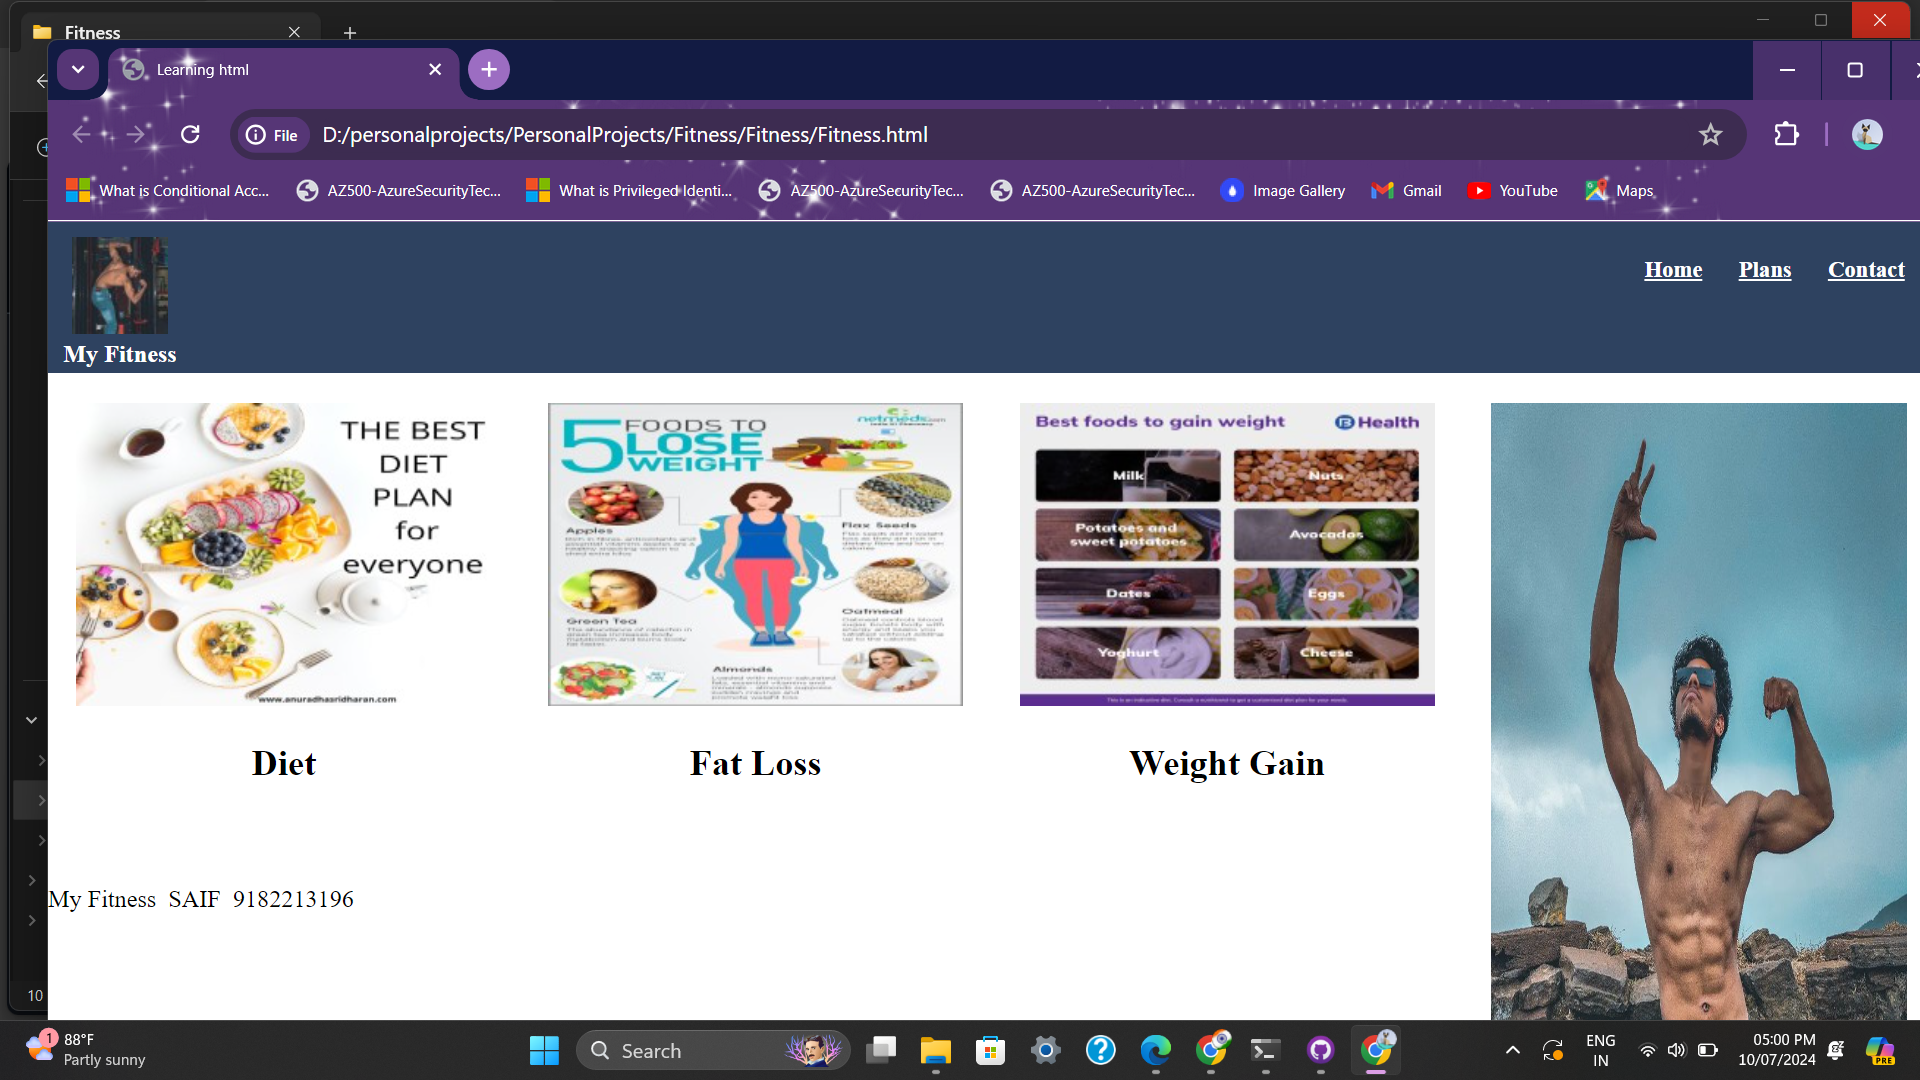 Fitness
Learning html
File
D:/personalprojects/PersonalProjects/Fitness/Fitness/Fitness.html
What is Conditional Acc...
AZ500-AzureSecurityTec...
What is Privileged Identi...
AZ500-AzureSecurityTec...
AZ500-AzureSecurityTec...
Image Gallery
Gmail
YouTube
Maps
My Fitness
Home Plans Contact
THE BEST
DIET
PLAN
for
everyone
www.anuradhasridharan.com
5 FOODS TO
LOSE
WEIGHT
netmeds.com
Apples
Flax Seeds
Green Tea
Oatmeal
Almonds
Best foods to gain weight
Health
Milk
Nuts
Potatoes and
sweet potatoes
Avocados
Dates
Eggs
Yoghurt
Cheese
Diet
Fat Loss
Weight Gain
My Fitness SAIF 9182213196
10
1
88°F
Partly sunny
Search
ENG
IN
05:00 PM
10/07/2024
PRE